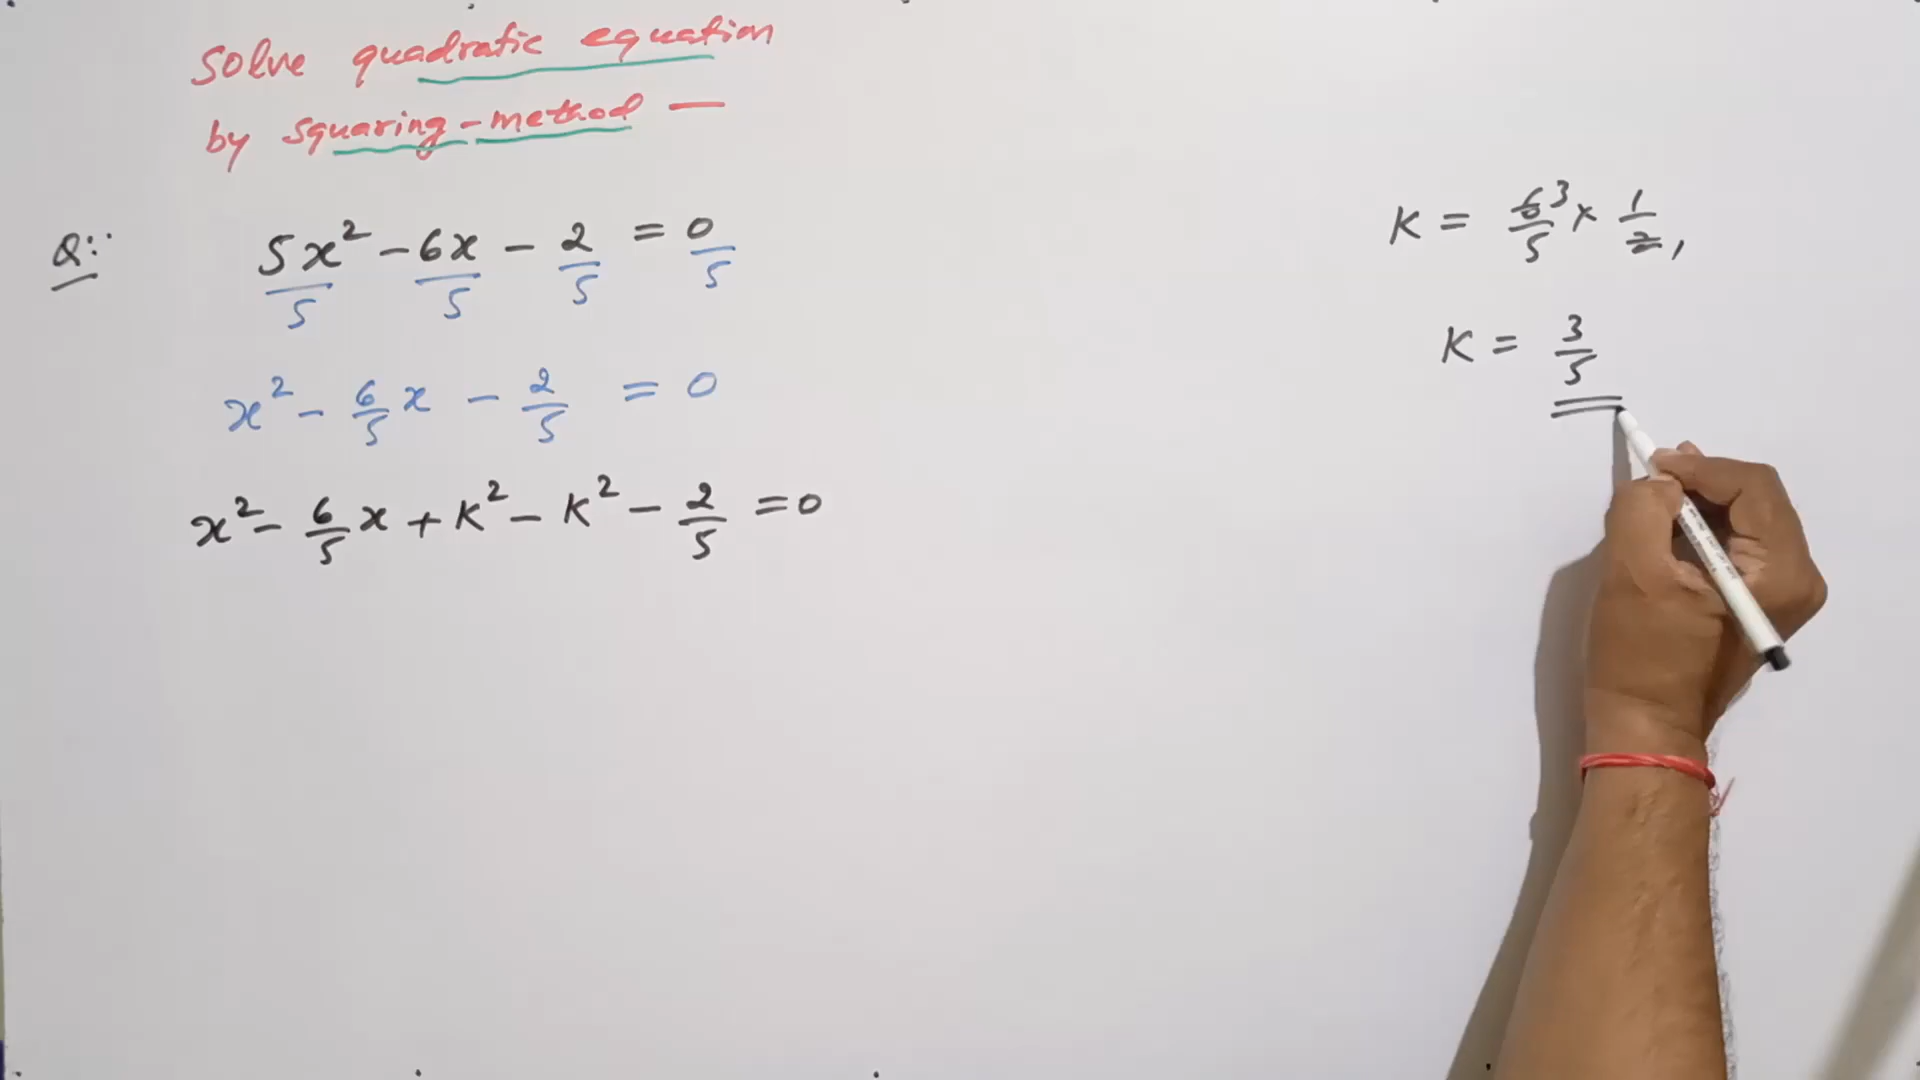 Solve quadratic equation
by squaring-method —
Q:: 5x²/5 - 6x/5 - 2/5 = 0/5
x² - 6/5 x - 2/5 = 0
x² - 6/5 x + K² - K² - 2/5 = 0
K = 6³/5 × 1/2,
K = 3/5